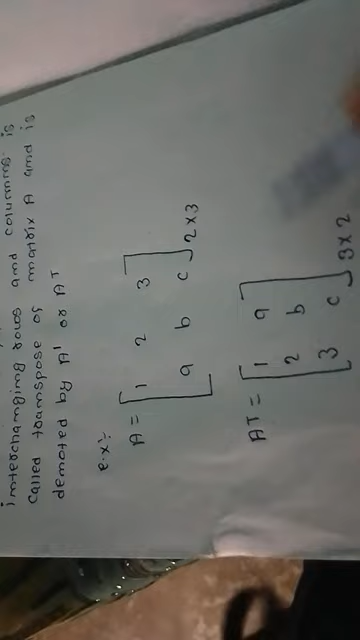 interchanging rows and columns is
called transpose of matrix A and is
denoted by A' or Aᵀ
e.x:
A = [1 2 3
a b c] 2x3
AT = [1 a
2 b
3 c] 3x2